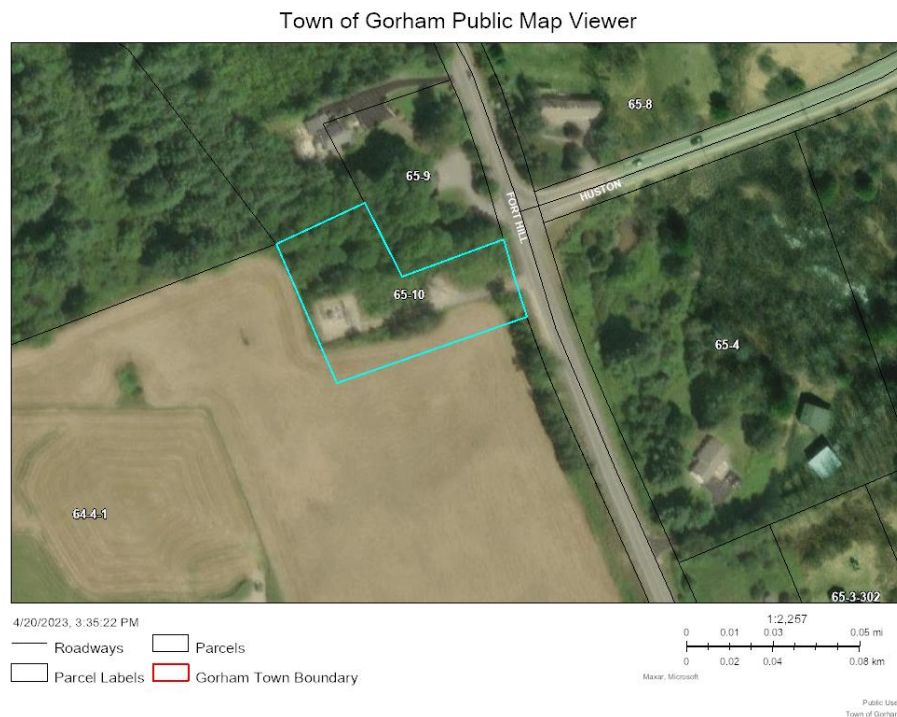 Town of Gorham Public Map Viewer
65-8
HUSTON
65-9
FORT HILL
65-10
65-4
64-4-1
65-3-302
4/20/2023, 3:35:22 PM
Roadways
Parcels
Parcel Labels
Gorham Town Boundary
1:2,257
0 0.01 0.03 0.05 mi
0 0.02 0.04 0.08 km
Maxar, Microsoft
Public Use
Town of Gorham